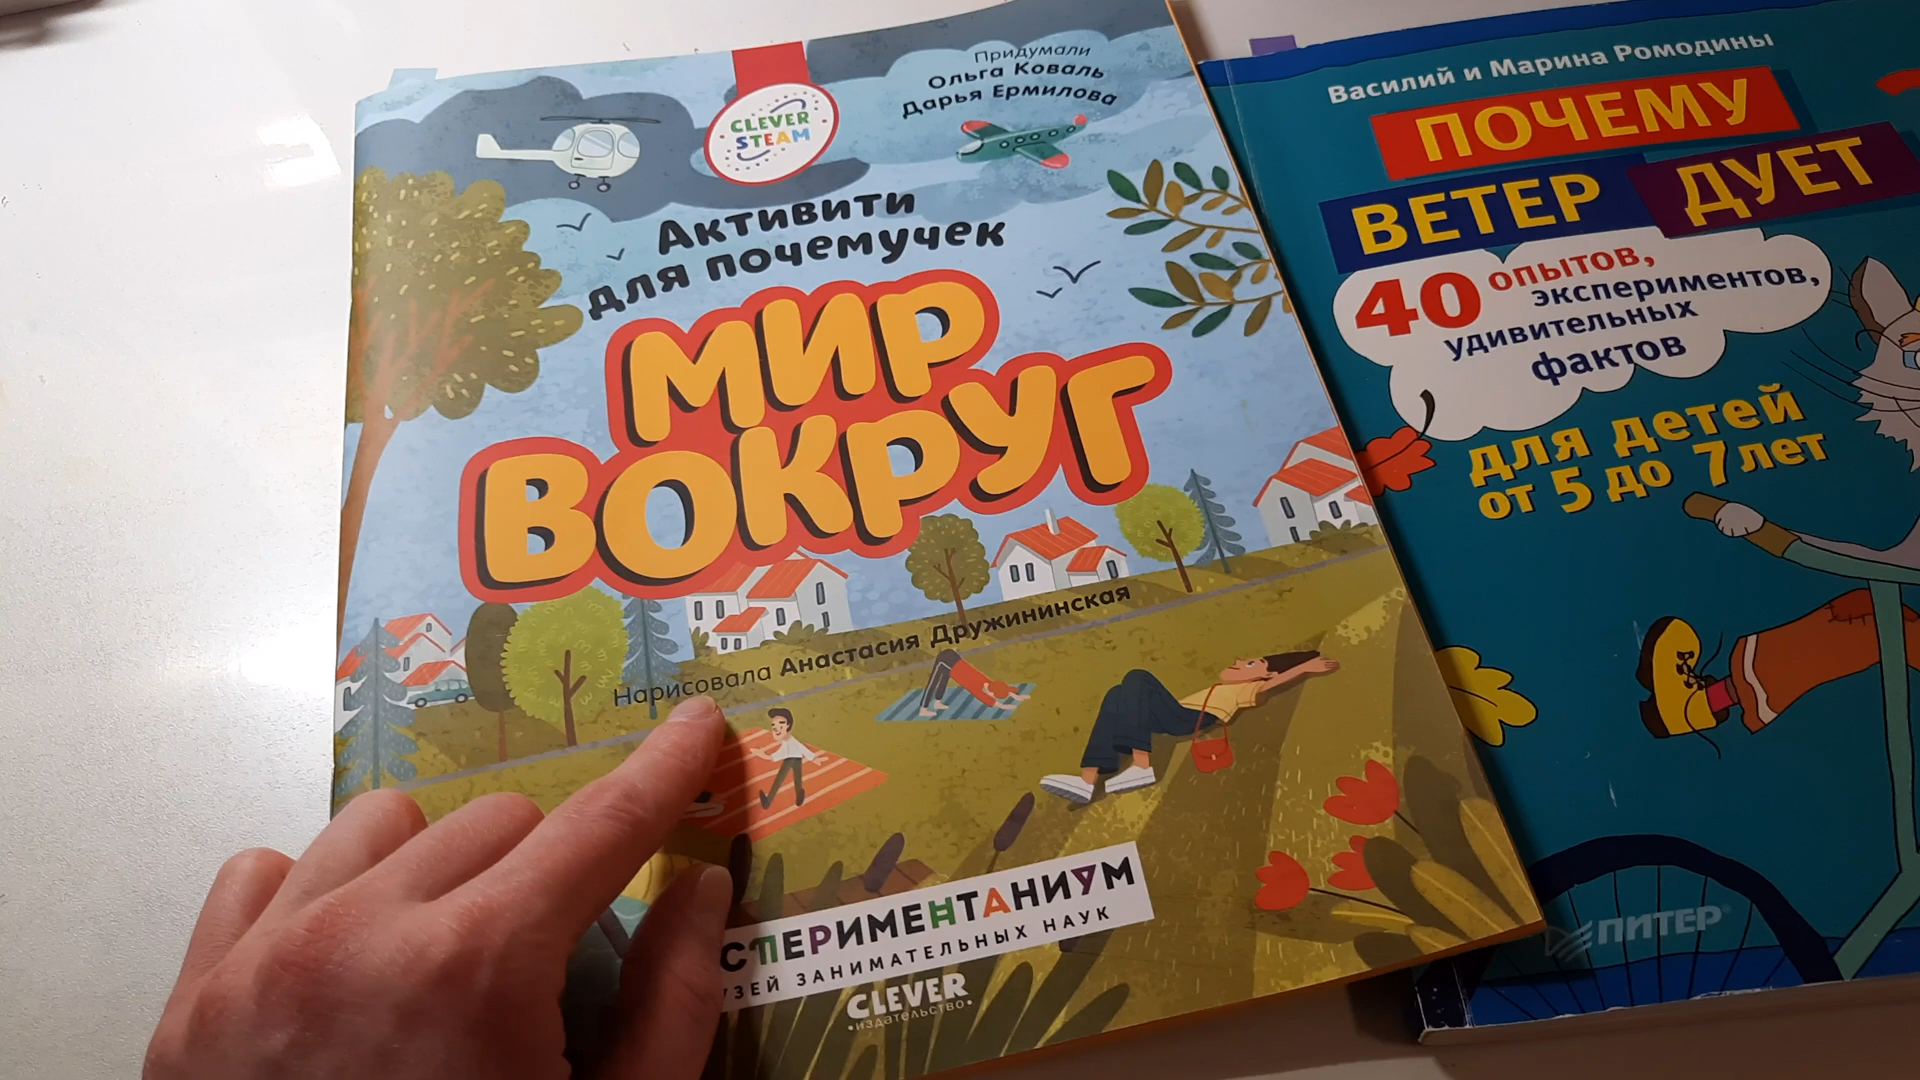 Придумали
Ольга Коваль
Дарья Ермилова
CLEVER
STEAM
Активити
для почемучек
МИР
ВОКРУГ
Нарисовала Анастасия Дружининская
СПЕРИМЕНТАНИУМ
ЗЕЙ ЗАНИМАТЕЛЬНЫХ НАУК
CLEVER
•издательство•
Василий и Марина Ромодины
ПОЧЕМУ
ВЕТЕР ДУЕТ
40 опытов,
экспериментов,
удивительных
фактов
для детей
от 5 до 7 лет
ПИТЕР®